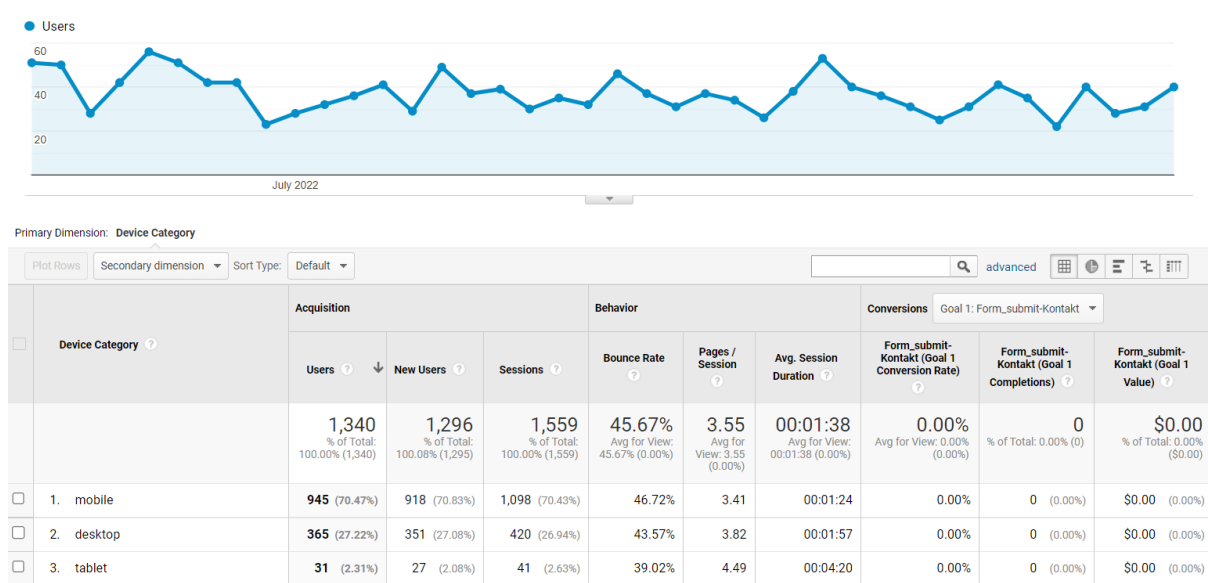 Users
60
40
20
July 2022
Primary Dimension: Device Category
Plot Rows Secondary dimension Sort Type: Default advanced
Acquisition Behavior Conversions Goal 1: Form_submit-Kontakt
Device Category ? Users ? New Users ? Sessions ? Bounce Rate ? Pages / Session ? Avg. Session Duration ? Form_submit-Kontakt (Goal 1 Conversion Rate) ? Form_submit-Kontakt (Goal 1 Completions) ? Form_submit-Kontakt (Goal 1 Value) ?
1,340 1,296 1,559 45.67% 3.55 00:01:38 0.00% 0 $0.00
% of Total: 100.00% (1,340) % of Total: 100.08% (1,295) % of Total: 100.00% (1,559) Avg for View: 45.67% (0.00%) Avg for View: 3.55 (0.00%) Avg for View: 00:01:38 (0.00%) Avg for View: 0.00% (0.00%) % of Total: 0.00% (0) % of Total: 0.00% ($0.00)
1. mobile 945 (70.47%) 918 (70.83%) 1,098 (70.43%) 46.72% 3.41 00:01:24 0.00% 0 (0.00%) $0.00 (0.00%)
2. desktop 365 (27.22%) 351 (27.08%) 420 (26.94%) 43.57% 3.82 00:01:57 0.00% 0 (0.00%) $0.00 (0.00%)
3. tablet 31 (2.31%) 27 (2.08%) 41 (2.63%) 39.02% 4.49 00:04:20 0.00% 0 (0.00%) $0.00 (0.00%)